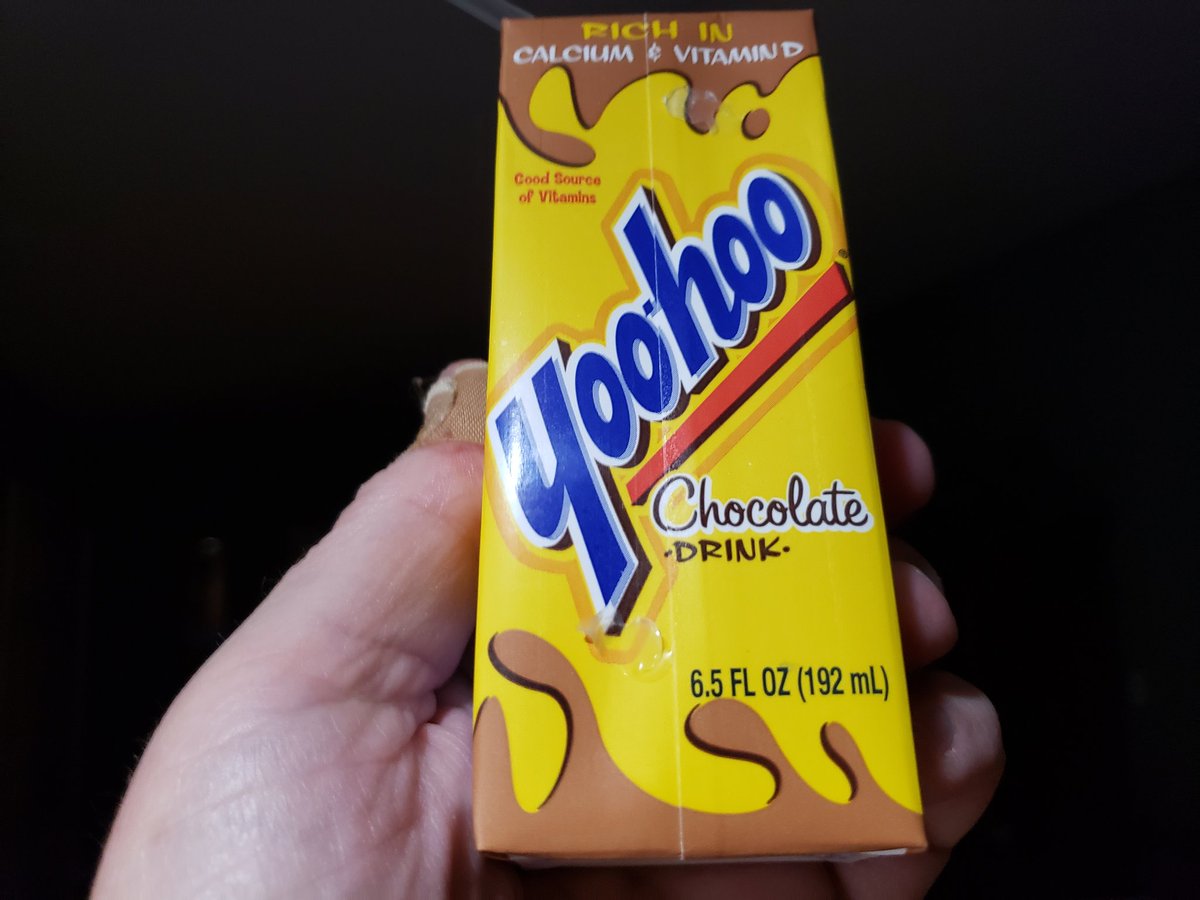 RICH IN
CALCIUM & VITAMIN D
Good Source
of Vitamins
Yoo-hoo®
Chocolate
·DRINK·
6.5 FL OZ (192 mL)